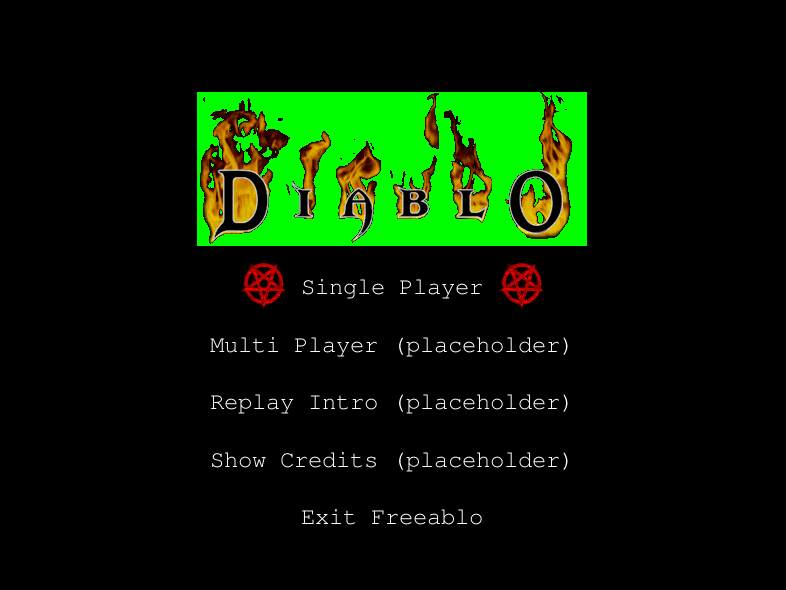 DIABLO
Single Player
Multi Player (placeholder)
Replay Intro (placeholder)
Show Credits (placeholder)
Exit Freeablo